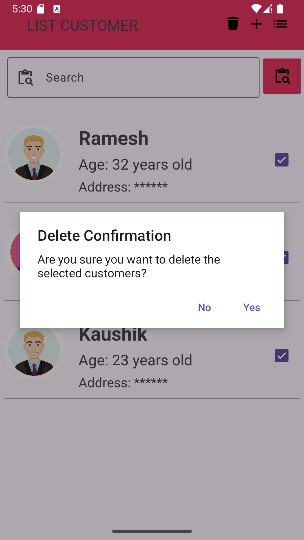 5:30
LIST CUSTOMER
Search
Ramesh
Age: 32 years old
Address: ******
Delete Confirmation
Are you sure you want to delete the
selected customers?
No Yes
Kaushik
Age: 23 years old
Address: ******